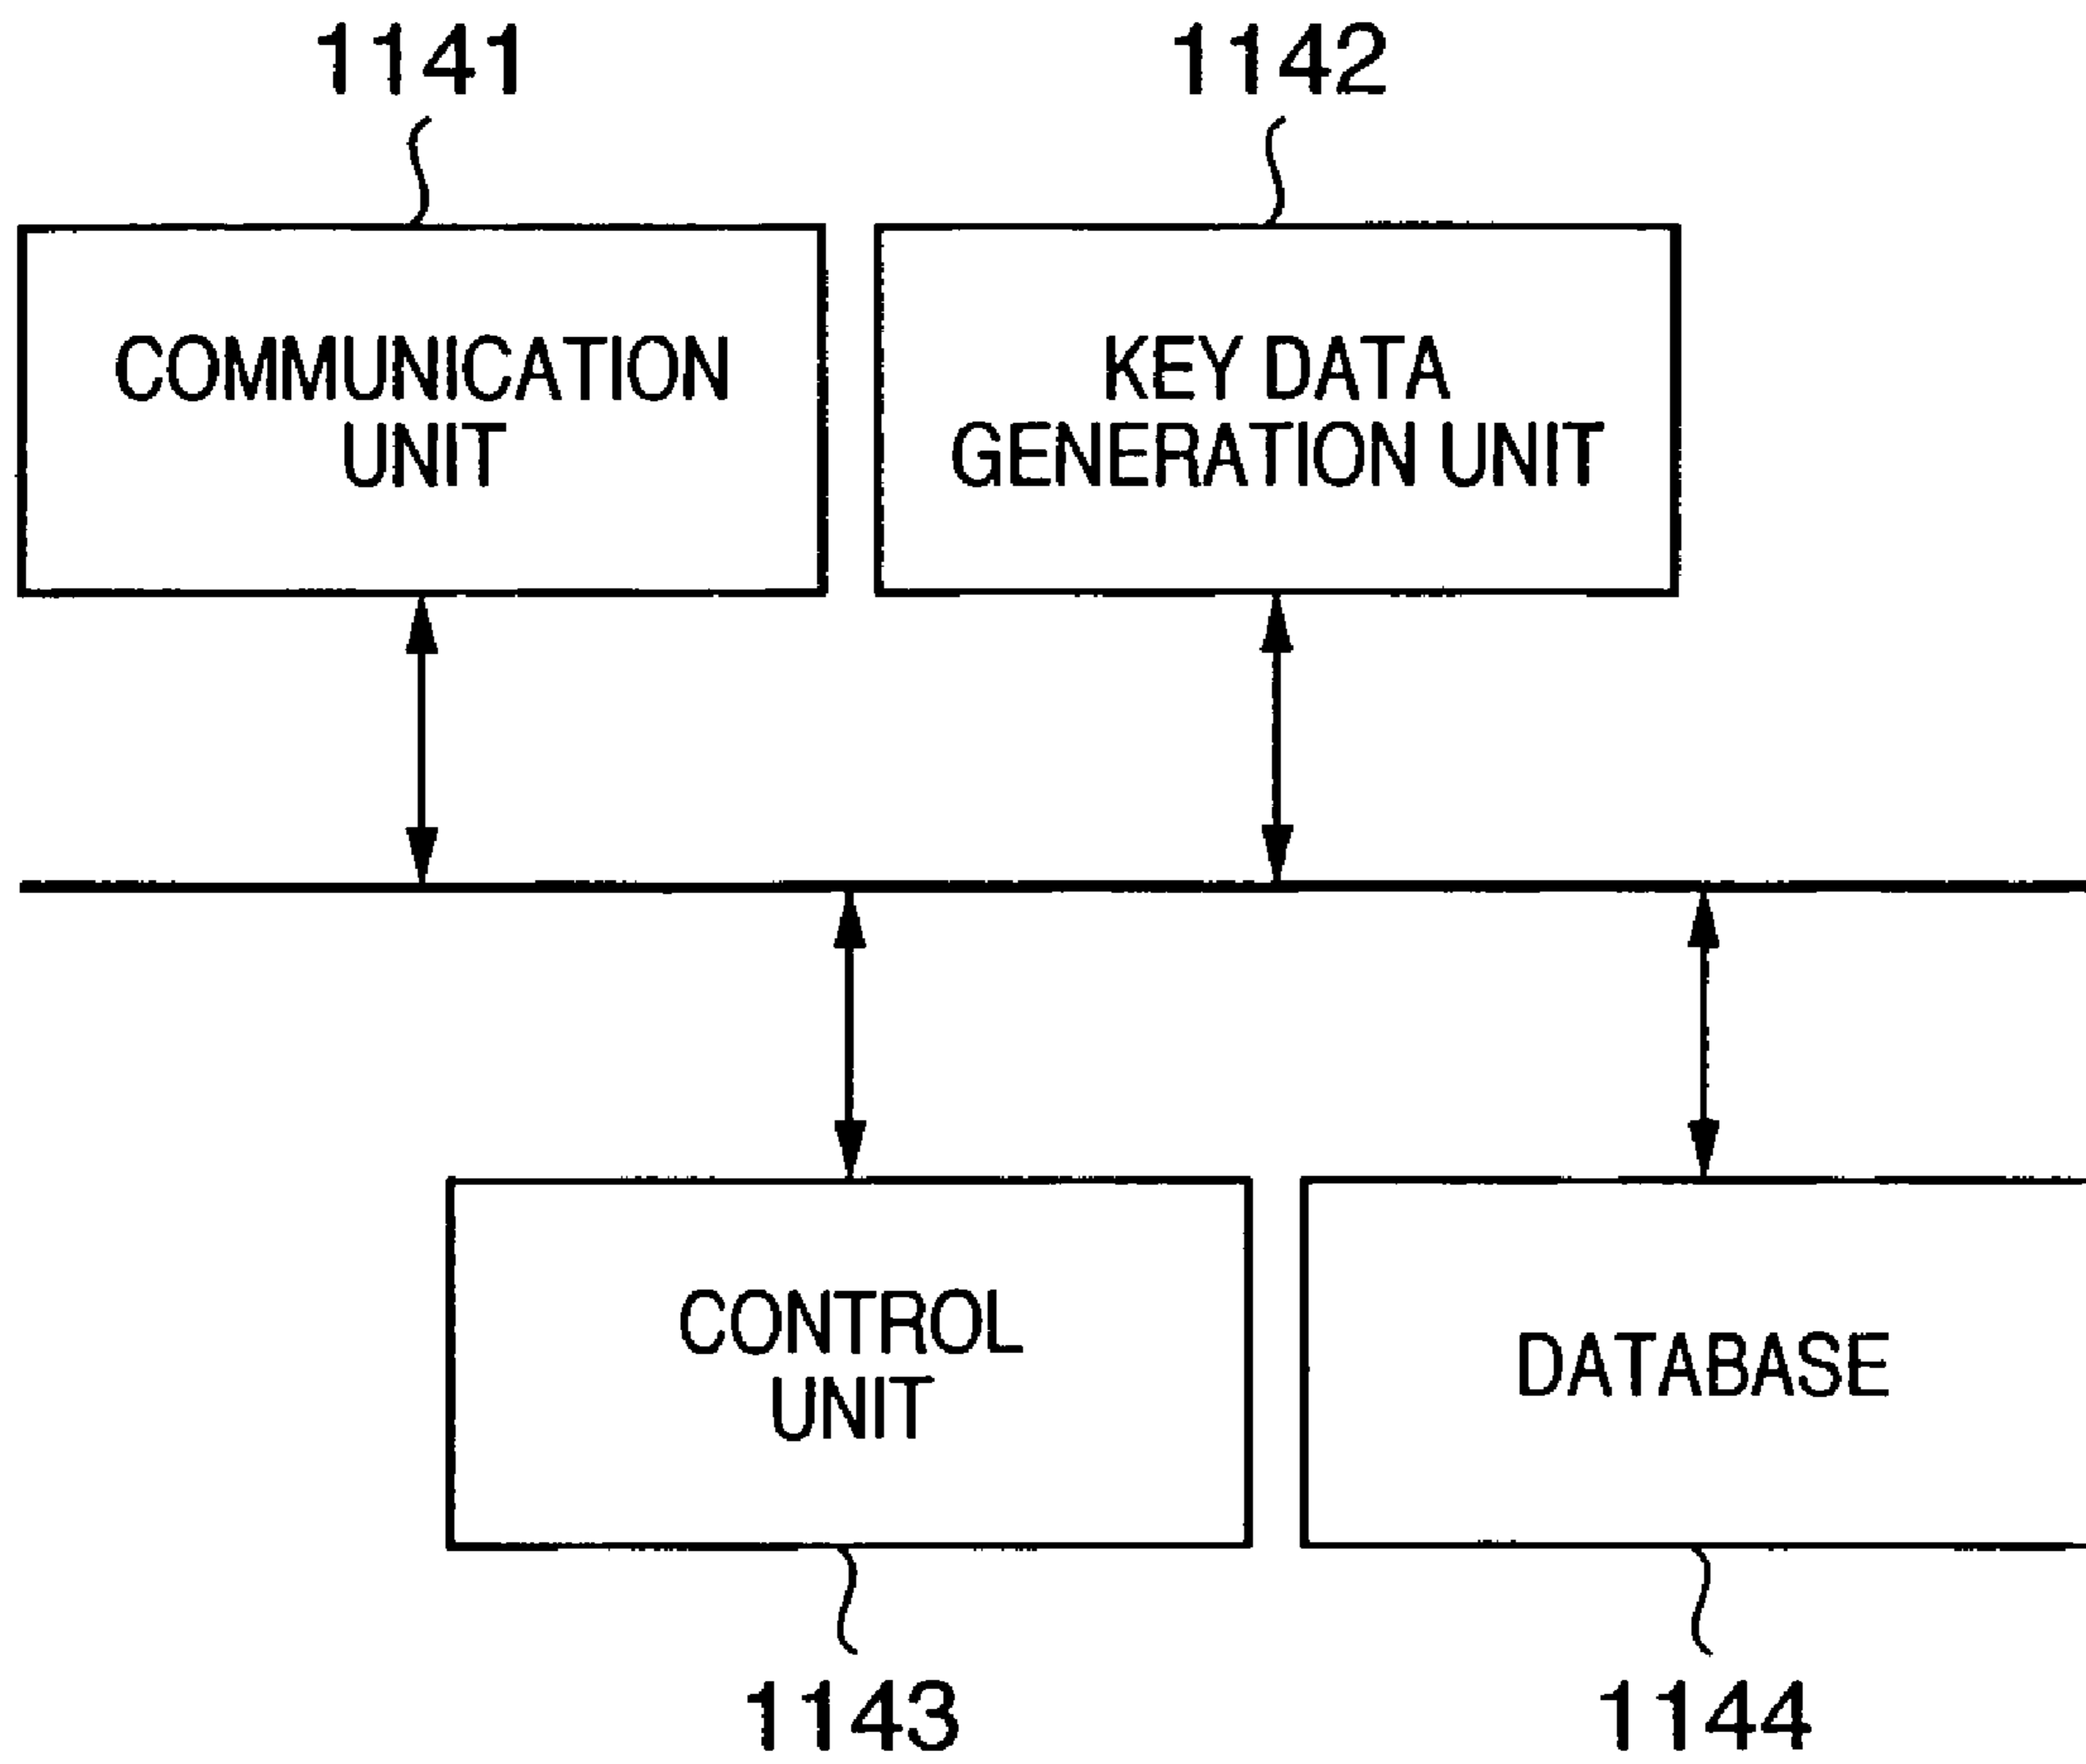 1141
1142
COMMUNICATION
UNIT
KEY DATA
GENERATION UNIT
CONTROL
UNIT
DATABASE
1143
1144